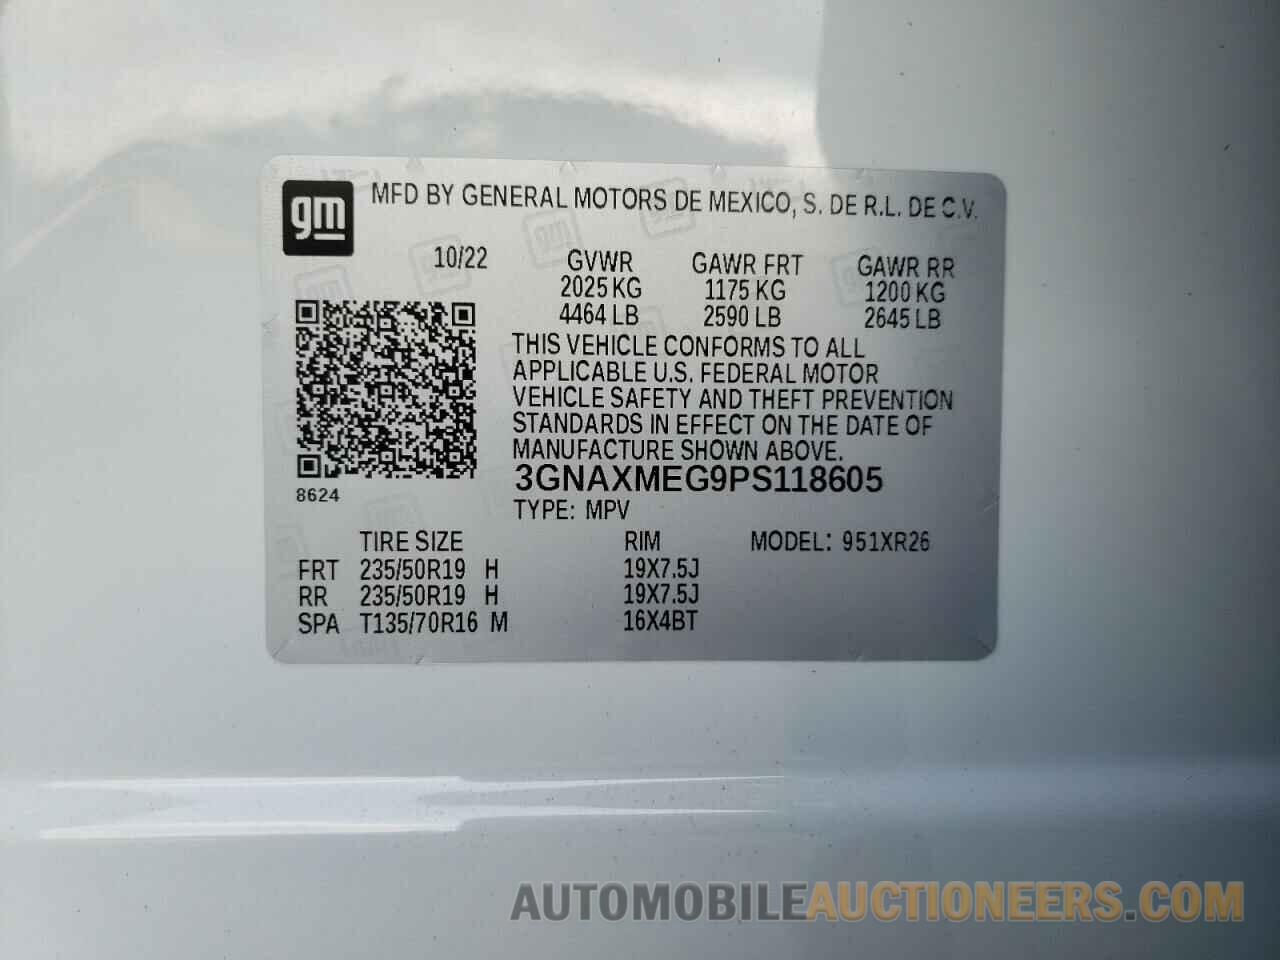 gm MFD BY GENERAL MOTORS DE MEXICO, S. DE R.L. DE C.V.
10/22 GVWR GAWR FRT GAWR RR
2025 KG 1175 KG 1200 KG
4464 LB 2590 LB 2645 LB
THIS VEHICLE CONFORMS TO ALL
APPLICABLE U.S. FEDERAL MOTOR
VEHICLE SAFETY AND THEFT PREVENTION
STANDARDS IN EFFECT ON THE DATE OF
MANUFACTURE SHOWN ABOVE.
3GNAXMEG9PS118605
8624
TYPE: MPV
TIRE SIZE RIM MODEL: 951XR26
FRT 235/50R19 H 19X7.5J
RR 235/50R19 H 19X7.5J
SPA T135/70R16 M 16X4BT
AUTOMOBILEAUCTIONEERS.COM